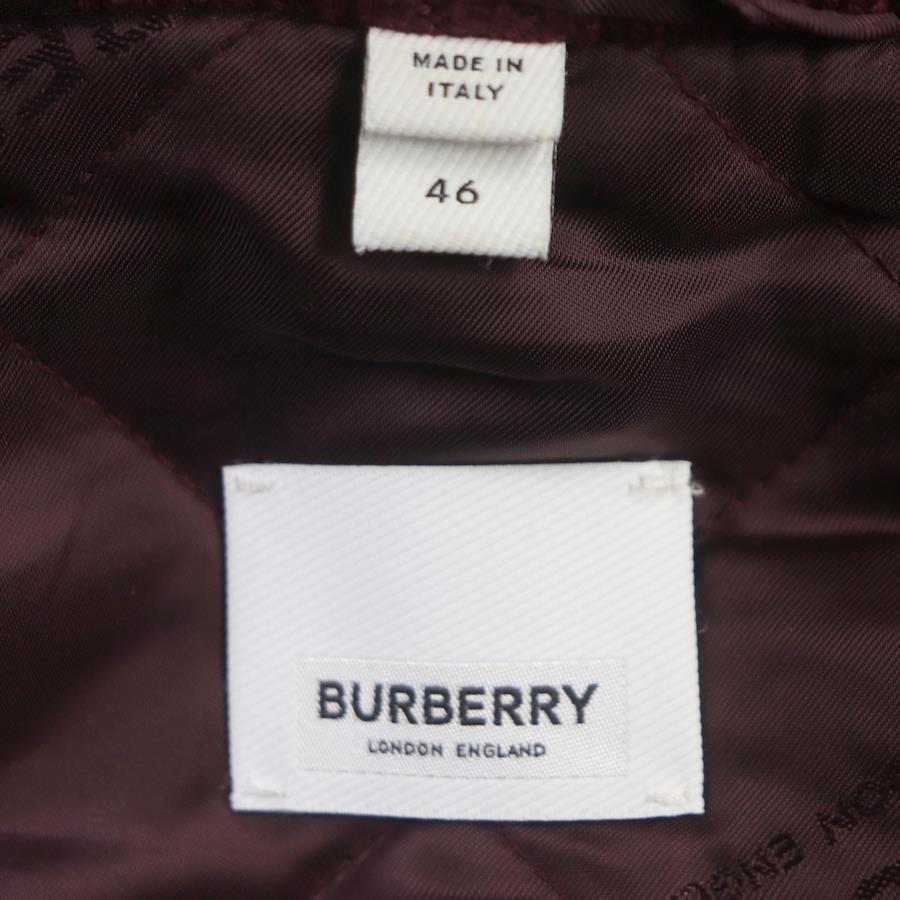 MADE IN
ITALY
46
BURBERRY
LONDON ENGLAND